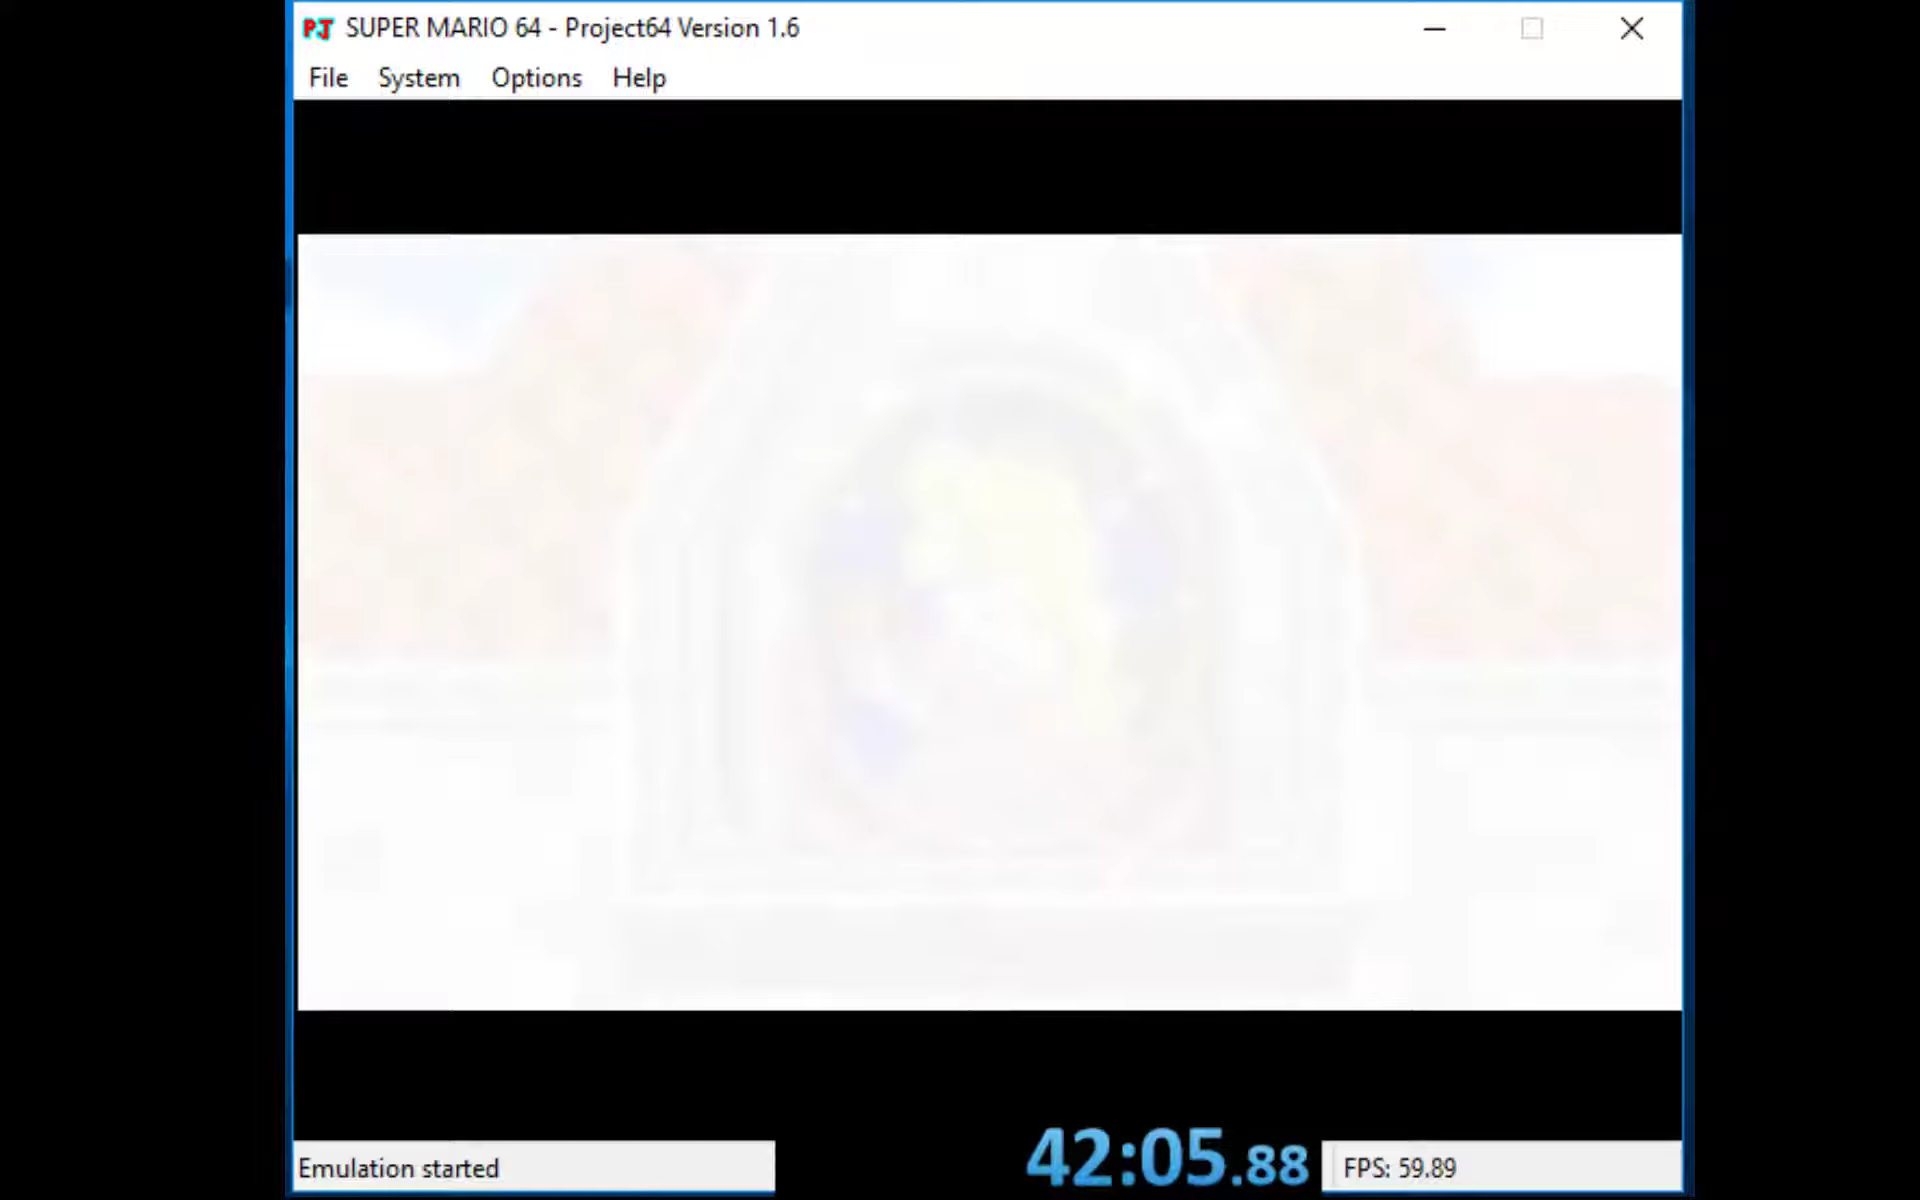 SUPER MARIO 64 - Project64 Version 1.6
File System Options Help
42:05.88
Emulation started
FPS: 59.89